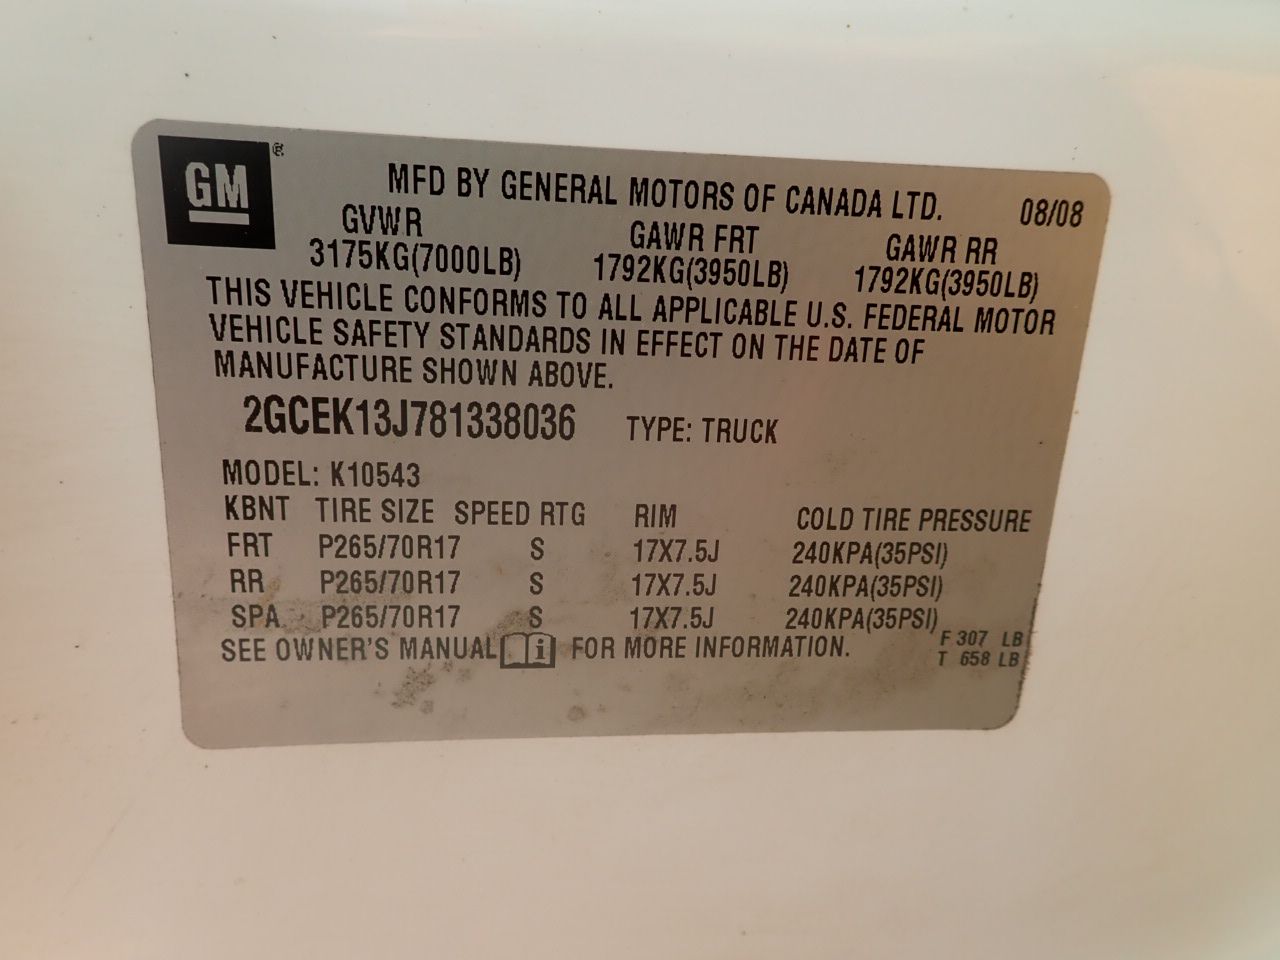 GM®
MFD BY GENERAL MOTORS OF CANADA LTD. 08/08
GVWR GAWR FRT GAWR RR
3175KG(7000LB) 1792KG(3950LB) 1792KG(3950LB)
THIS VEHICLE CONFORMS TO ALL APPLICABLE U.S. FEDERAL MOTOR
VEHICLE SAFETY STANDARDS IN EFFECT ON THE DATE OF
MANUFACTURE SHOWN ABOVE.
2GCEK13J781338036 TYPE: TRUCK
MODEL: K10543
KBNT TIRE SIZE SPEED RTG RIM COLD TIRE PRESSURE
FRT P265/70R17 S 17X7.5J 240KPA(35PSI)
RR P265/70R17 S 17X7.5J 240KPA(35PSI)
SPA P265/70R17 S 17X7.5J 240KPA(35PSI)
SEE OWNER'S MANUAL i FOR MORE INFORMATION.
F 307 LB
T 658 LB